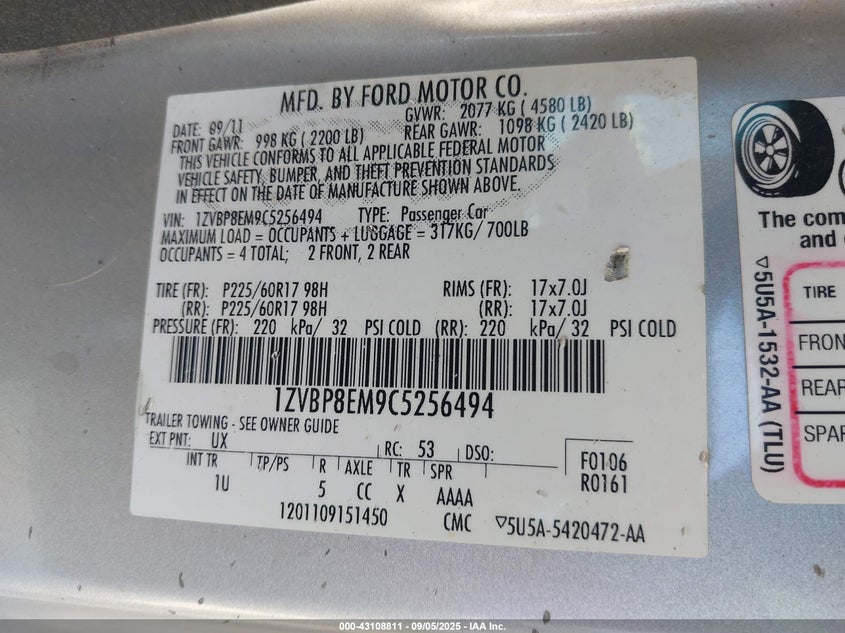 MFD. BY FORD MOTOR CO.
DATE: 09/11 GVWR: 2077 KG ( 4580 LB)
FRONT GAWR: 998 KG ( 2200 LB) REAR GAWR: 1098 KG ( 2420 LB)
THIS VEHICLE CONFORMS TO ALL APPLICABLE FEDERAL MOTOR
VEHICLE SAFETY, BUMPER, AND THEFT PREVENTION STANDARDS
IN EFFECT ON THE DATE OF MANUFACTURE SHOWN ABOVE.
VIN: 1ZVBP8EM9C5256494 TYPE: Passenger Car
MAXIMUM LOAD = OCCUPANTS + LUGGAGE = 317KG/ 700LB
OCCUPANTS = 4 TOTAL; 2 FRONT, 2 REAR
TIRE (FR): P225/60R17 98H RIMS (FR): 17x7.0J
(RR): P225/60R17 98H (RR): 17x7.0J
PRESSURE (FR): 220 kPa/ 32 PSI COLD (RR): 220 kPa/ 32 PSI COLD
1ZVBP8EM9C5256494
TRAILER TOWING - SEE OWNER GUIDE
EXT PNT: UX RC: 53 DSO: F0106
INT TR TP/PS R AXLE TR SPR R0161
1U 5 CC X AAAA
1201109151450 CMC ▽5U5A-5420472-AA
The com
and
▽5U5A-1532-AA (TLU)
TIRE
FRON
REAR
SPAR
000-43108811 - 09/05/2025 - IAA Inc.